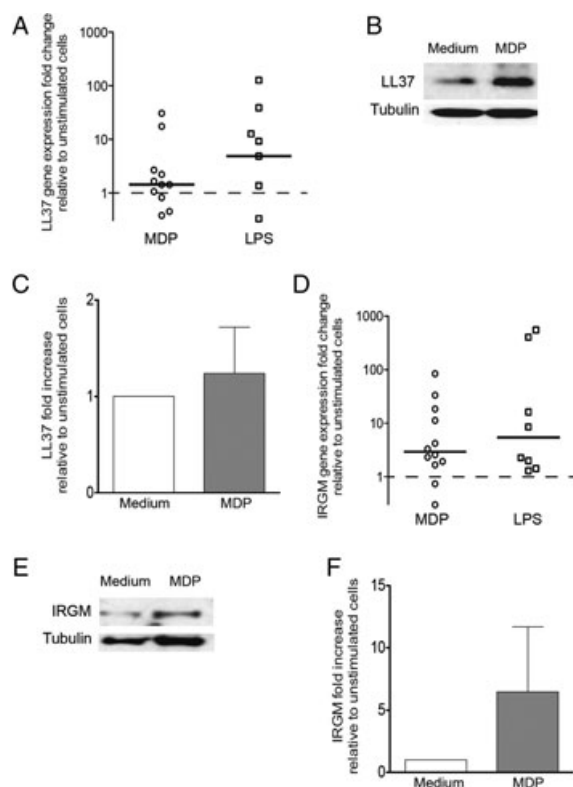 A
LL37 gene expression fold change
relative to unstimulated cells
1000
100
10
1
MDP
LPS
B
Medium
MDP
LL37
Tubulin
C
LL37 fold increase
relative to unstimulated cells
2
1
0
Medium
MDP
D
IRGM gene expression fold change
relative to unstimulated cells
1000
100
10
1
MDP
LPS
E
Medium
MDP
IRGM
Tubulin
F
IRGM fold increase
relative to unstimulated cells
15
10
5
0
Medium
MDP